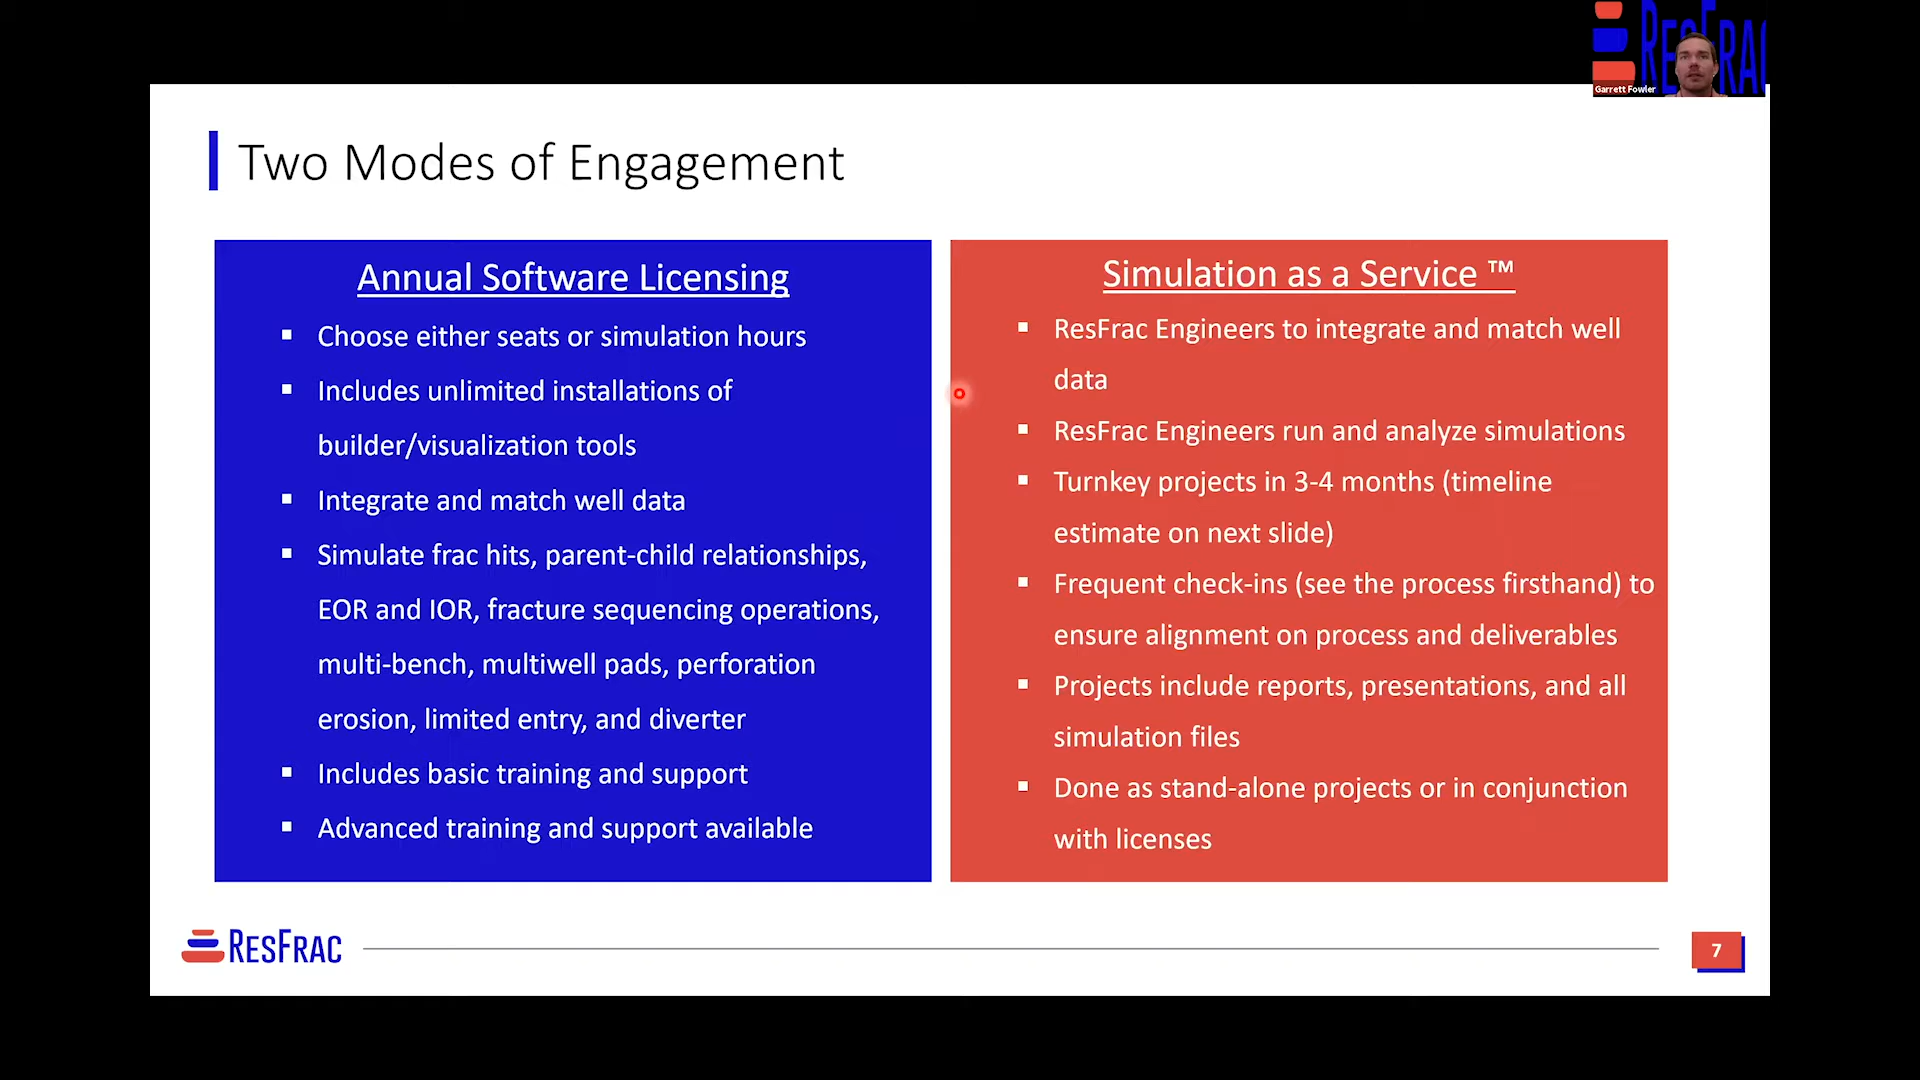 RESFRAC
Garrett Fowler
Two Modes of Engagement
Annual Software Licensing
▪ Choose either seats or simulation hours
▪ Includes unlimited installations of
builder/visualization tools
▪ Integrate and match well data
▪ Simulate frac hits, parent-child relationships,
EOR and IOR, fracture sequencing operations,
multi-bench, multiwell pads, perforation
erosion, limited entry, and diverter
▪ Includes basic training and support
▪ Advanced training and support available
Simulation as a Service ™
▪ ResFrac Engineers to integrate and match well
data
▪ ResFrac Engineers run and analyze simulations
▪ Turnkey projects in 3-4 months (timeline
estimate on next slide)
▪ Frequent check-ins (see the process firsthand) to
ensure alignment on process and deliverables
▪ Projects include reports, presentations, and all
simulation files
▪ Done as stand-alone projects or in conjunction
with licenses
RESFRAC
7